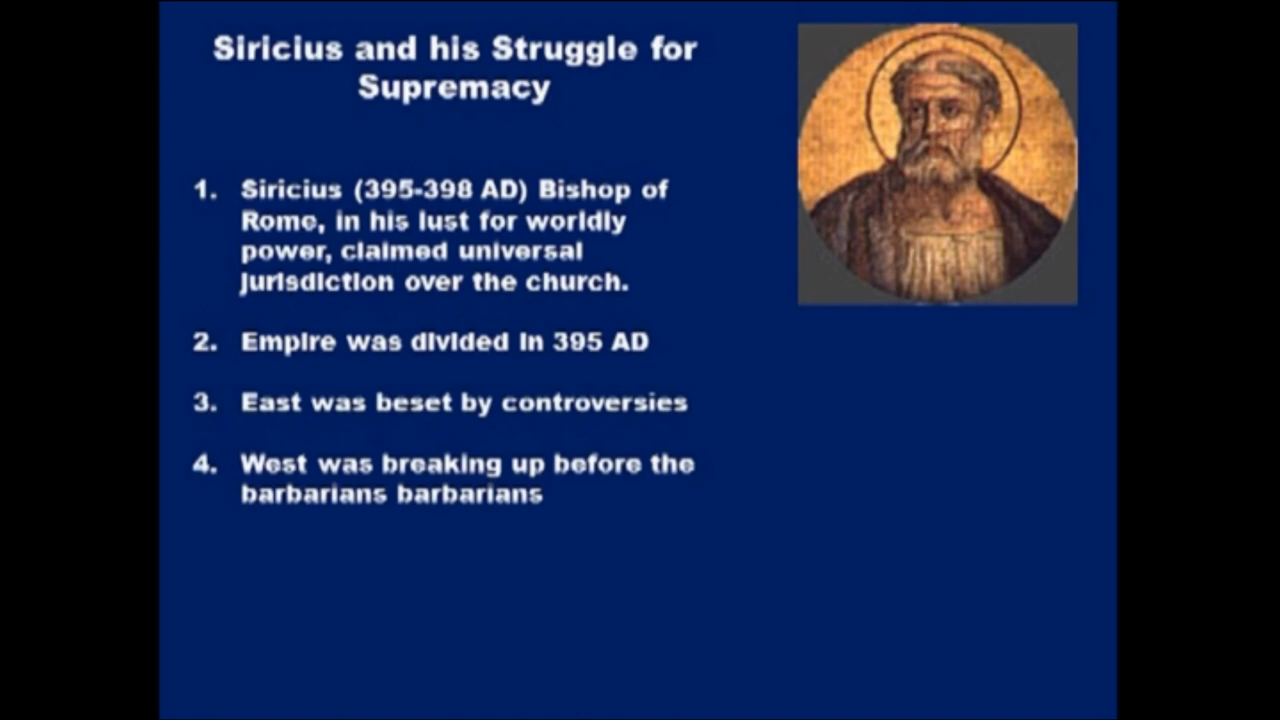 Siricius and his Struggle for
Supremacy
1. Siricius (395-398 AD) Bishop of
Rome, in his lust for worldly
power, claimed universal
jurisdiction over the church.
2. Empire was divided in 395 AD
3. East was beset by controversies
4. West was breaking up before the
barbarians barbarians